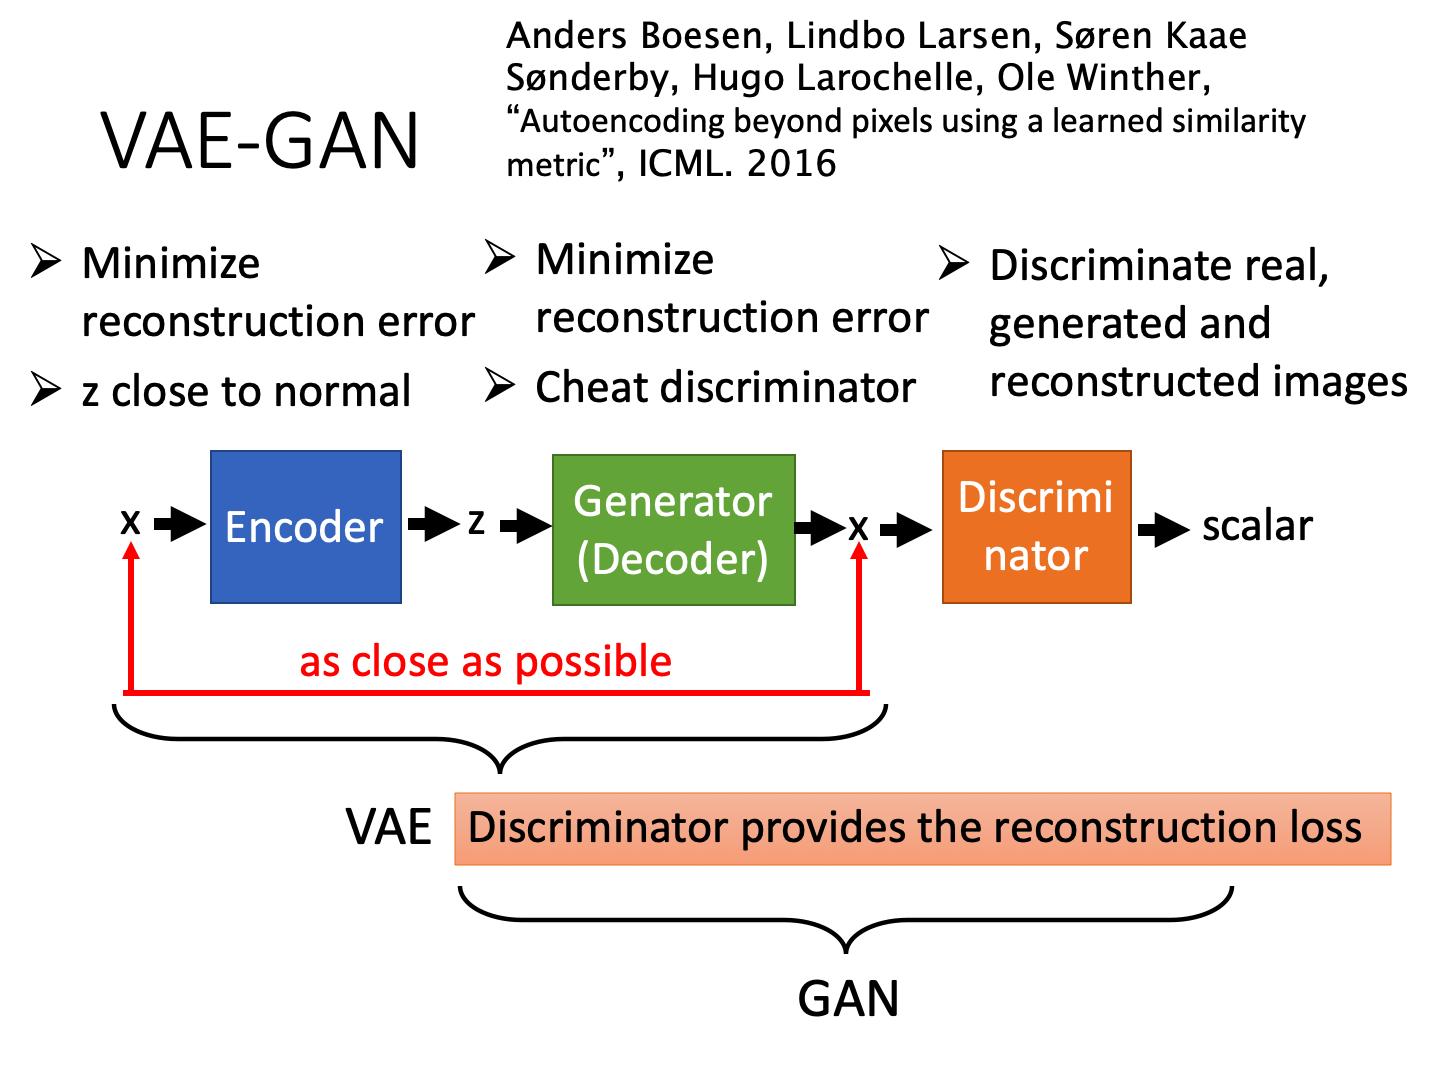 VAE-GAN
Anders Boesen, Lindbo Larsen, Søren Kaae
Sønderby, Hugo Larochelle, Ole Winther,
“Autoencoding beyond pixels using a learned similarity
metric”, ICML. 2016
➢ Minimize
reconstruction error
➢ z close to normal
➢ Minimize
reconstruction error
➢ Cheat discriminator
➢ Discriminate real,
generated and
reconstructed images
x
Encoder
z
Generator
(Decoder)
x
Discrimi
nator
scalar
as close as possible
VAE
Discriminator provides the reconstruction loss
GAN